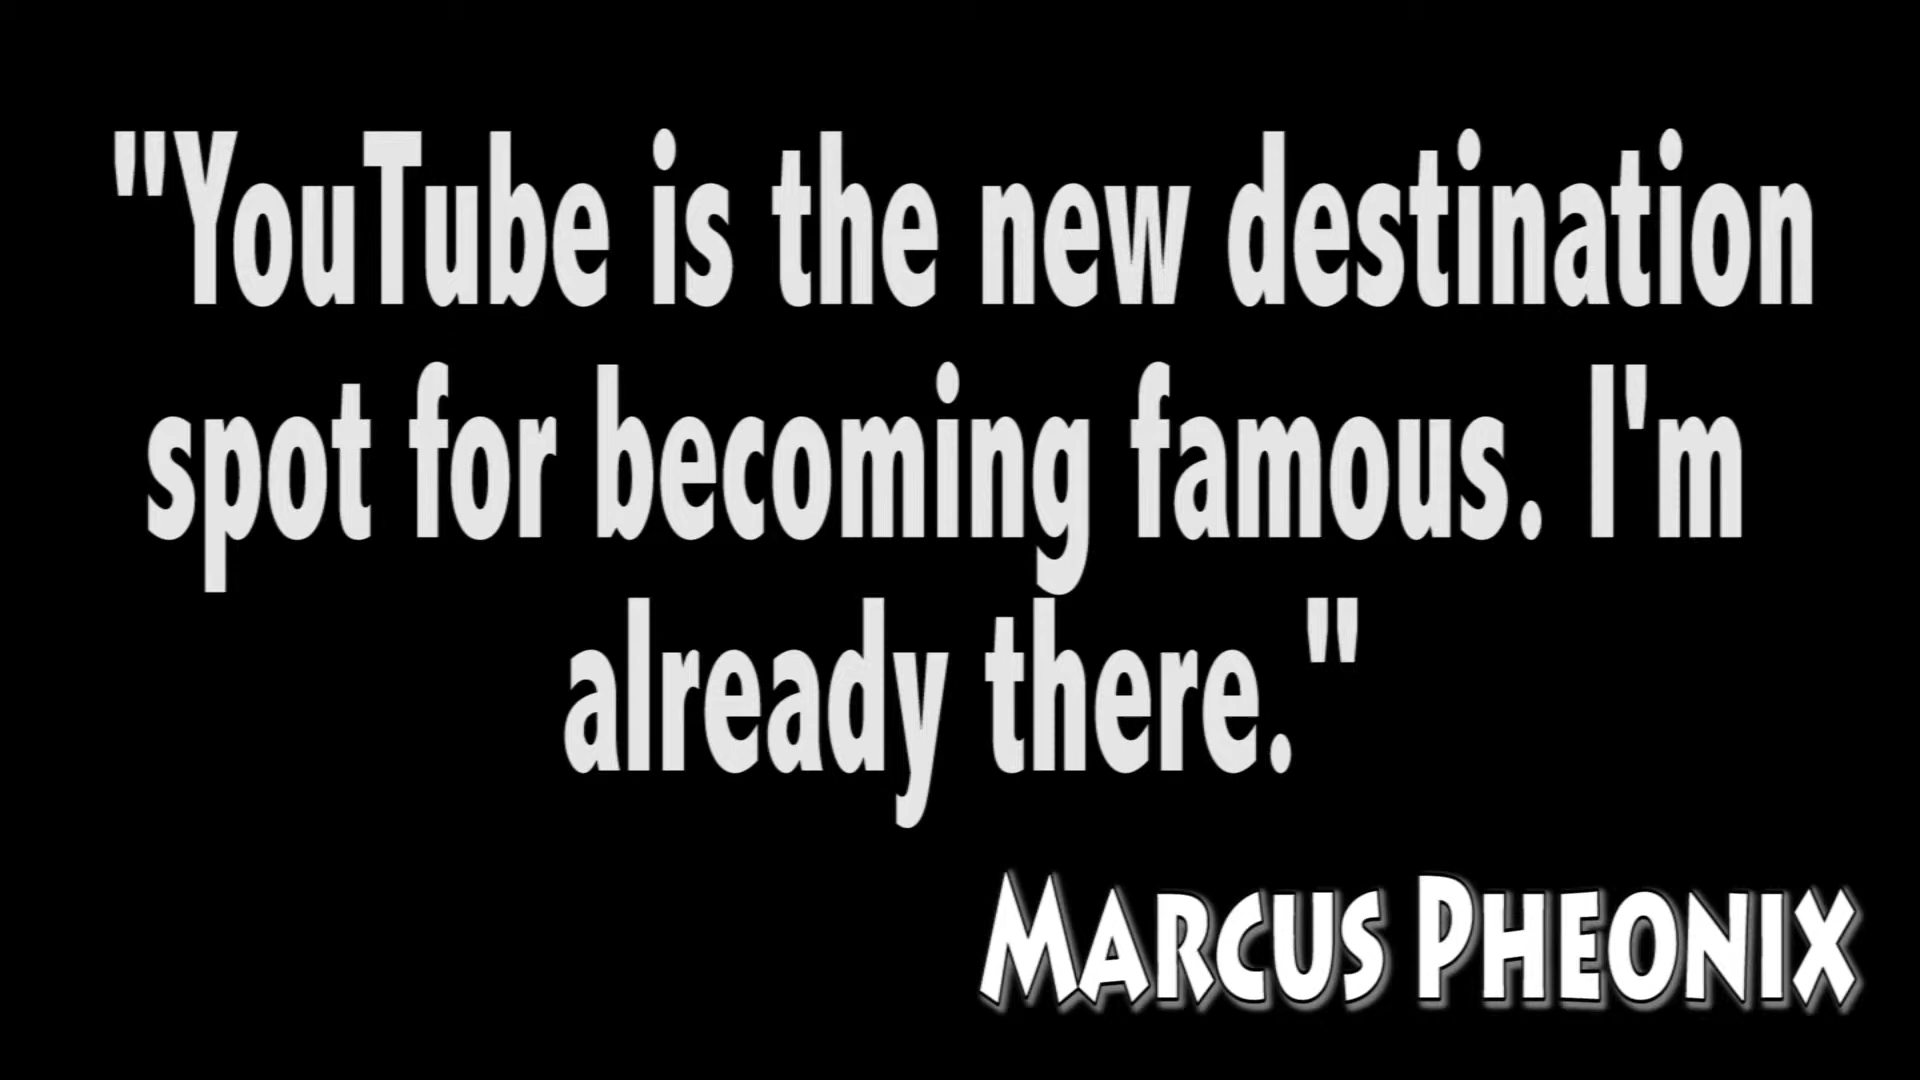 "YouTube is the new destination
spot for becoming famous. I'm
already there."
Marcus Pheonix